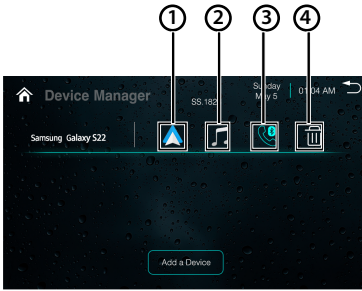 1 2 3 4
Device Manager
SS.182
Sunday
May 5
01:04 AM
Samsung Galaxy S22
Add a Device